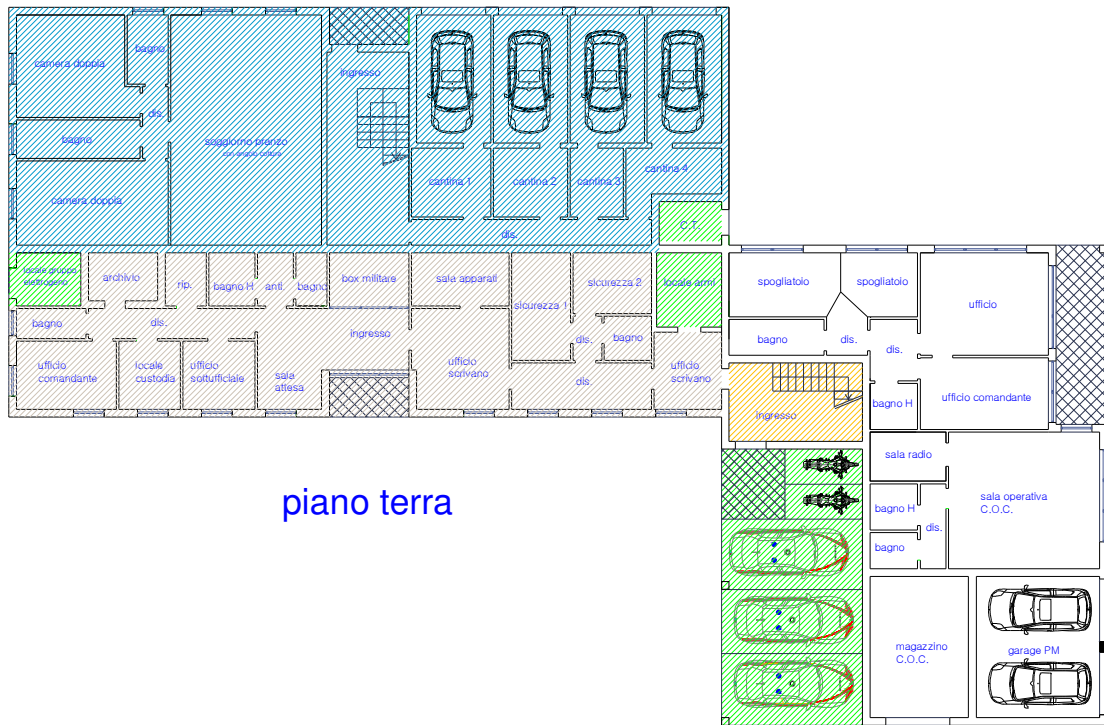 camera doppia
bagno
dis.
bagno
camera doppia
soggiorno pranzo
con angolo cottura
ingresso
cantina 1
cantina 2
cantina 3
cantina 4
dis.
C.T.
locale gruppo
elettrogeno
archivio
rip.
bagno H
anti
bagno
box militare
sala apparati
sicurezza 1
sicurezza 2
locale armi
bagno
dis.
ingresso
dis.
bagno
ufficio
comandante
locale
custodia
ufficio
sottufficiale
sala
attesa
ufficio
scrivano
dis.
ufficio
scrivano
spogliatoio
spogliatoio
ufficio
bagno
dis.
dis.
ingresso
bagno H
ufficio comandante
sala radio
bagno H
dis.
bagno
sala operativa
C.O.C.
magazzino
C.O.C.
garage PM
piano terra